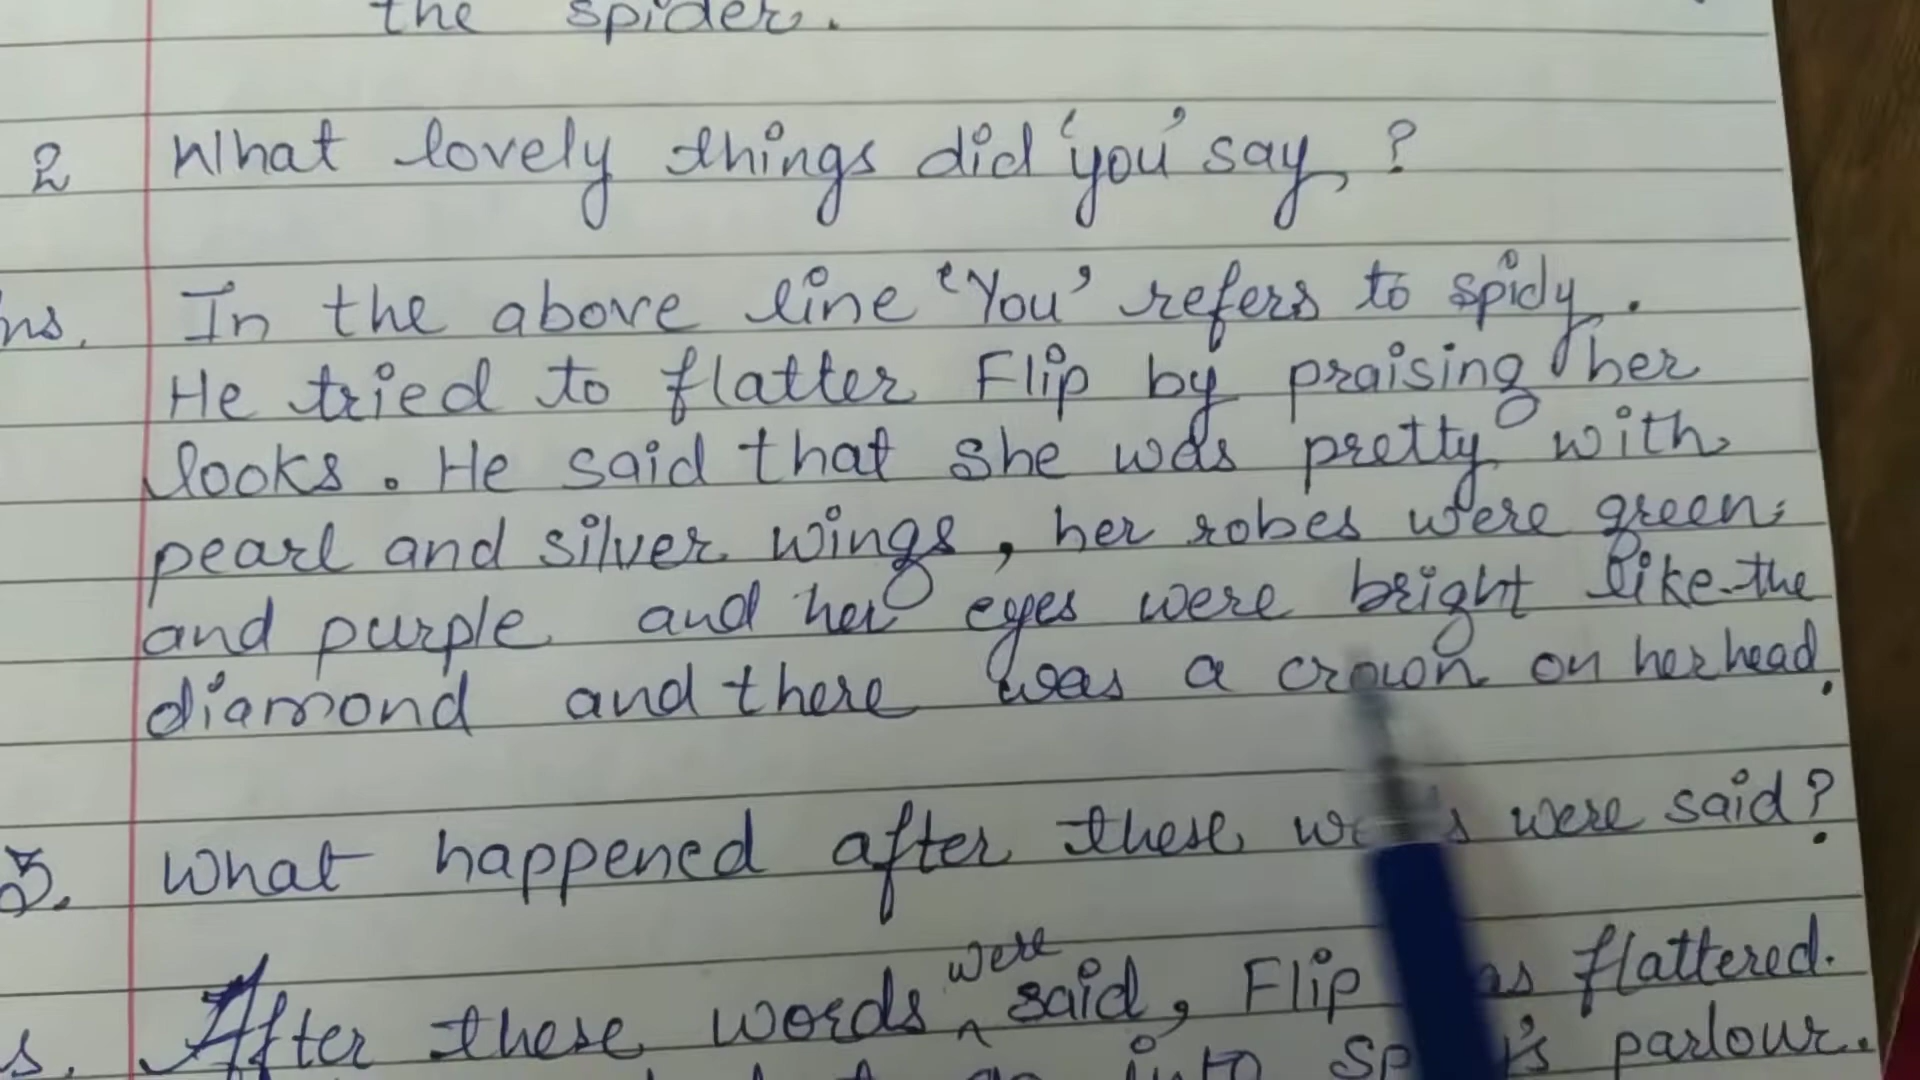 the spider.
2 What lovely things did 'you' say, ?
ns. In the above line 'You' refers to spidy.
He tried to flatter Flip by praising her
looks. He said that she was pretty with
pearl and silver wings, her robes were green
and purple and her eyes were bright like the
diamond and there was a crown on her head.
3. What happened after these were said?
s. After these words were said, Flip flattered.
into parlour.